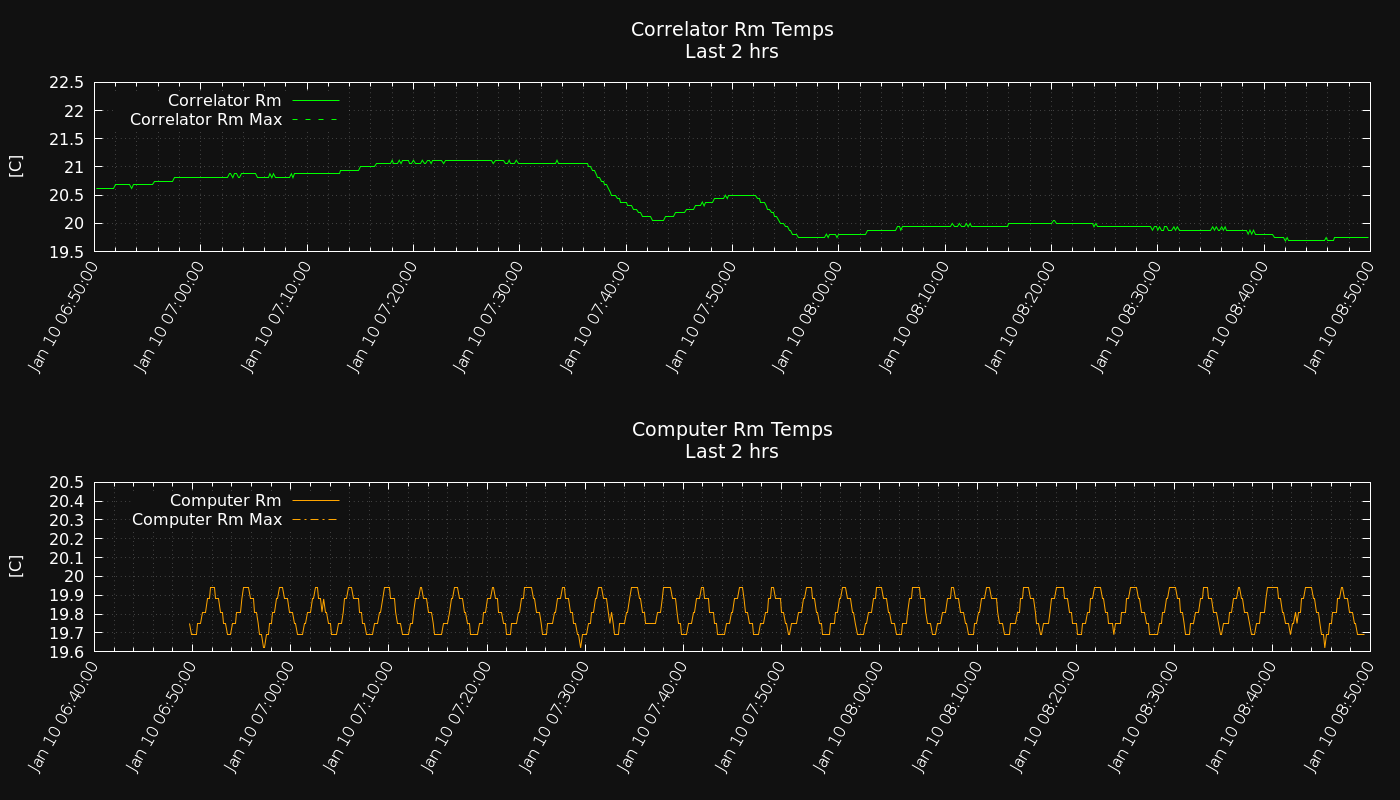 Correlator Rm Temps
Last 2 hrs
22.5
22
21.5
21
20.5
20
19.5
[C]
Correlator Rm
Correlator Rm Max
Jan 10 06:50:00
Jan 10 07:00:00
Jan 10 07:10:00
Jan 10 07:20:00
Jan 10 07:30:00
Jan 10 07:40:00
Jan 10 07:50:00
Jan 10 08:00:00
Jan 10 08:10:00
Jan 10 08:20:00
Jan 10 08:30:00
Jan 10 08:40:00
Jan 10 08:50:00
Computer Rm Temps
Last 2 hrs
20.5
20.4
20.3
20.2
20.1
20
19.9
19.8
19.7
19.6
[C]
Computer Rm
Computer Rm Max
Jan 10 06:40:00
Jan 10 06:50:00
Jan 10 07:00:00
Jan 10 07:10:00
Jan 10 07:20:00
Jan 10 07:30:00
Jan 10 07:40:00
Jan 10 07:50:00
Jan 10 08:00:00
Jan 10 08:10:00
Jan 10 08:20:00
Jan 10 08:30:00
Jan 10 08:40:00
Jan 10 08:50:00